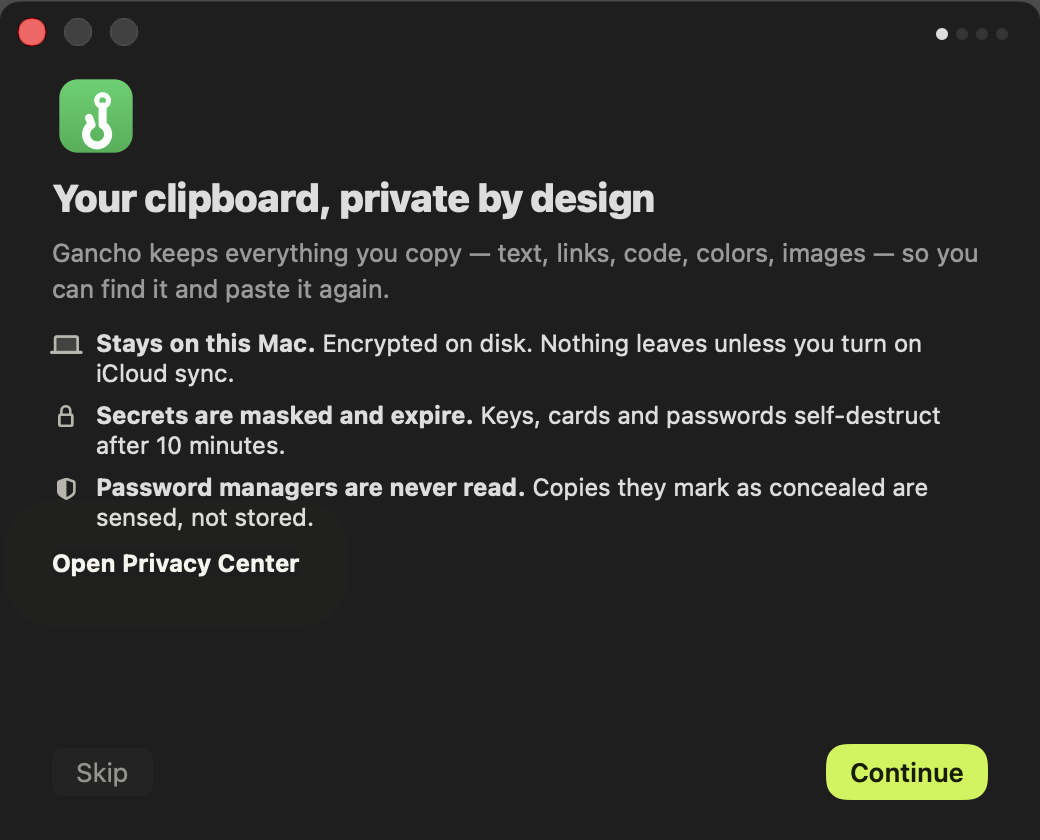 Your clipboard, private by design
Gancho keeps everything you copy — text, links, code, colors, images — so you
can find it and paste it again.
Stays on this Mac. Encrypted on disk. Nothing leaves unless you turn on
iCloud sync.
Secrets are masked and expire. Keys, cards and passwords self-destruct
after 10 minutes.
Password managers are never read. Copies they mark as concealed are
sensed, not stored.
Open Privacy Center
Skip
Continue